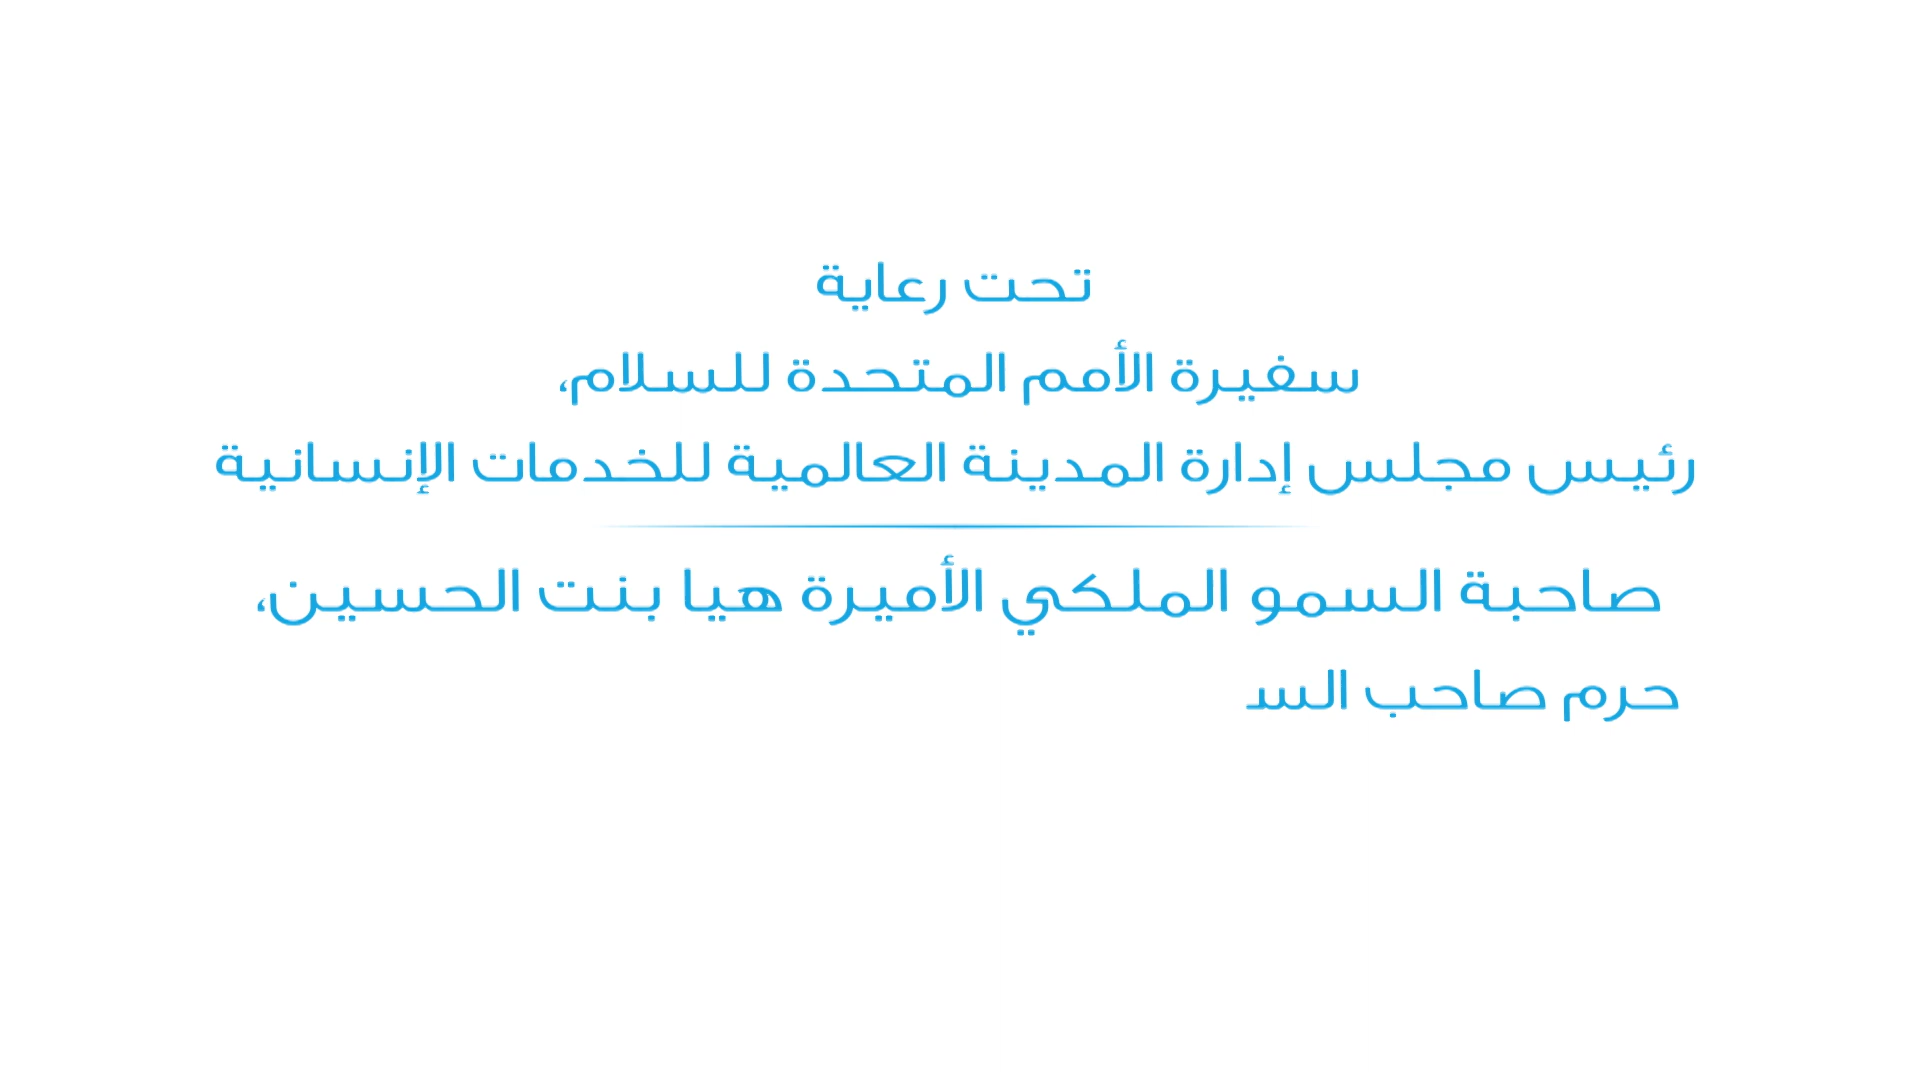 تحت رعاية
سفيرة الأمم المتحدة للسلام،
رئيس مجلس إدارة المدينة العالمية للخدمات الإنسانية
صاحبة السمو الملكي الأميرة هيا بنت الحسين،
حرم صاحب السـ